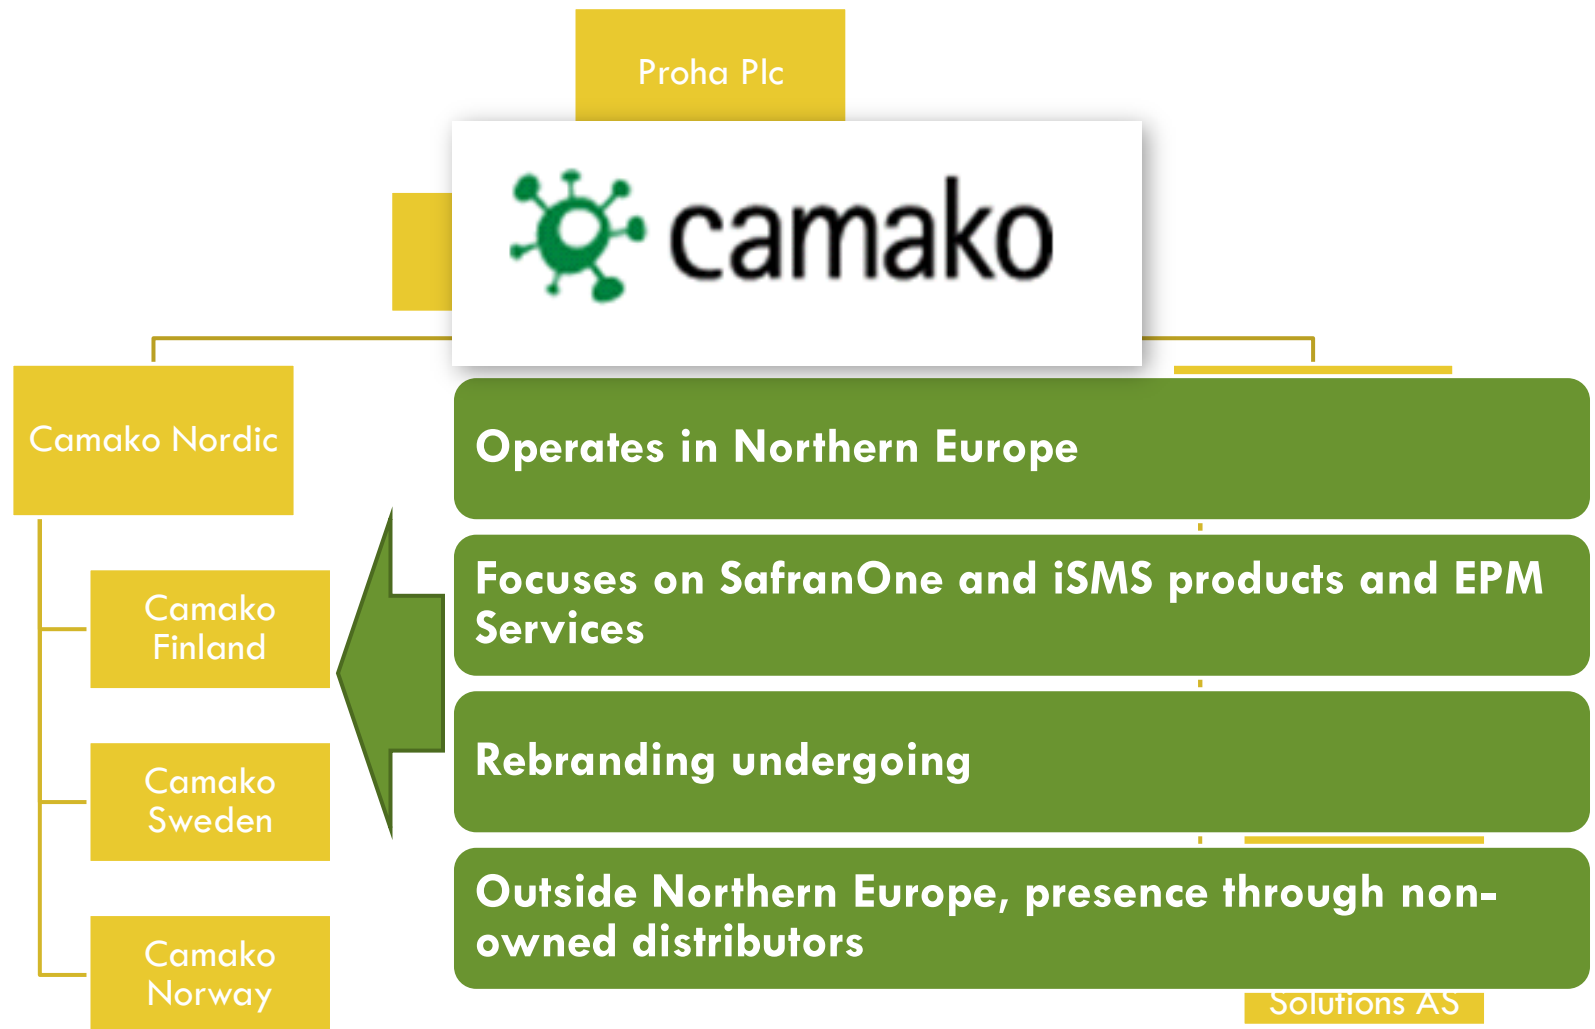 Proha Plc
camako
Camako Nordic
Operates in Northern Europe
Focuses on SafranOne and iSMS products and EPM
Services
Camako
Finland
Camako
Sweden
Rebranding undergoing
Outside Northern Europe, presence through non-
owned distributors
Camako
Norway
Solutions AS